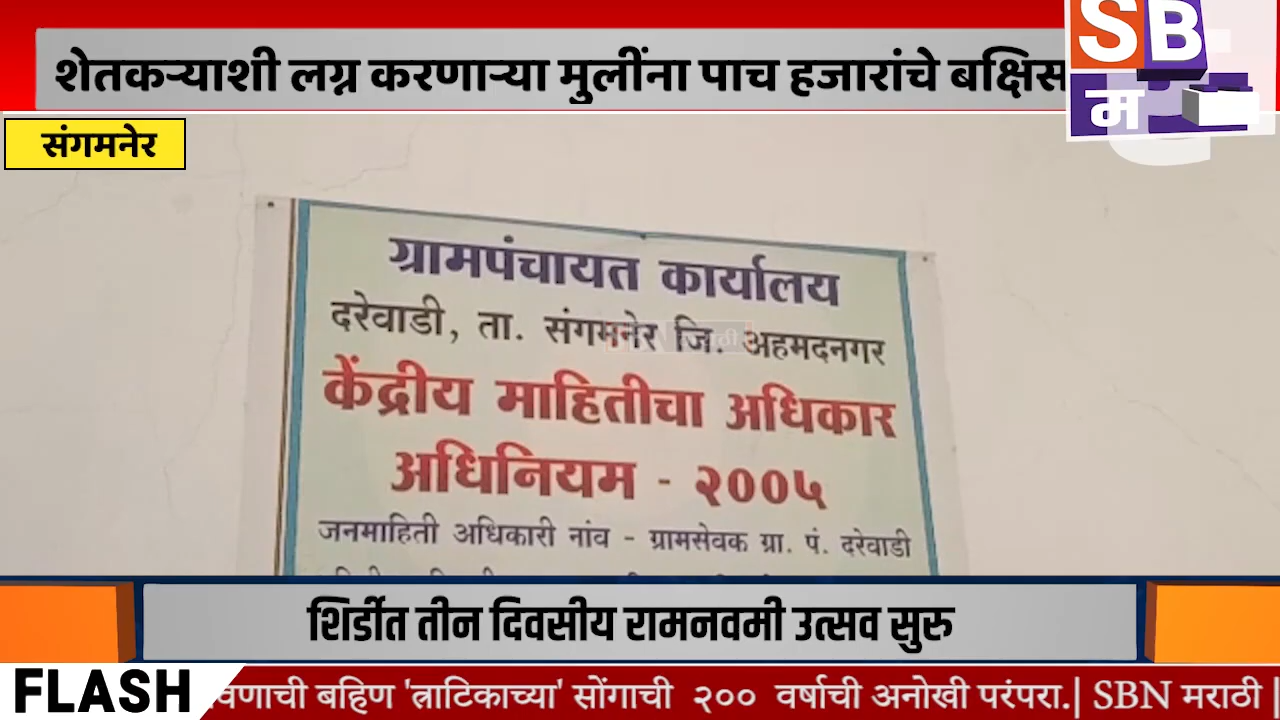 शेतकऱ्याशी लग्न करणाऱ्या मुलींना पाच हजारांचे बक्षिस
SB
म
संगमनेर
ग्रामपंचायत कार्यालय
दरेवाडी, ता. संगमनेर जि. अहमदनगर
केंद्रीय माहितीचा अधिकार
अधिनियम - २००५
जनमाहिती अधिकारी नांव - ग्रामसेवक ग्रा. पं. दरेवाडी
शिर्डीत तीन दिवसीय रामनवमी उत्सव सुरु
FLASH
वणाची बहिण 'त्राटिकाच्या' सोंगाची २०० वर्षाची अनोखी परंपरा.| SBN मराठी |